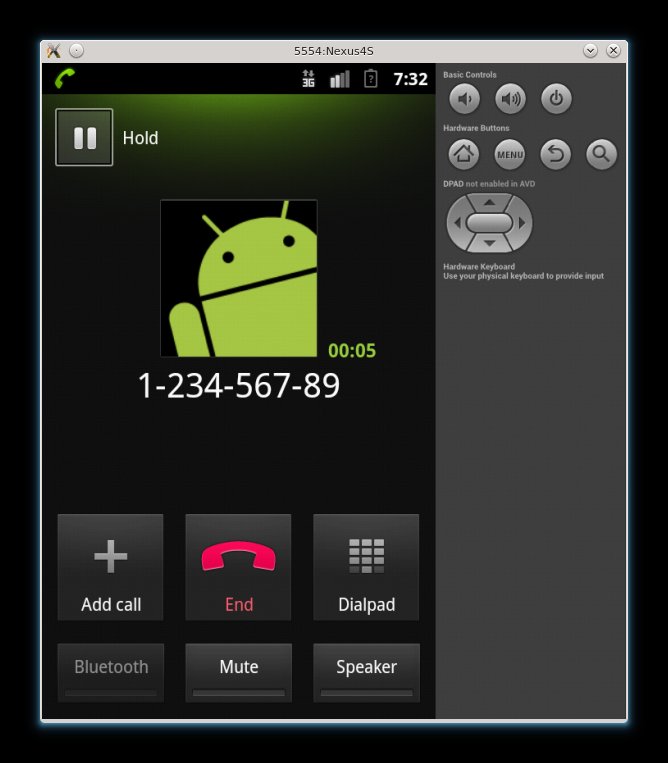 5554:Nexus4S
3G
?
7:32
Hold
00:05
1-234-567-89
Add call
End
Dialpad
Bluetooth
Mute
Speaker
Basic Controls
Hardware Buttons
MENU
DPAD not enabled in AVD
Hardware Keyboard
Use your physical keyboard to provide input